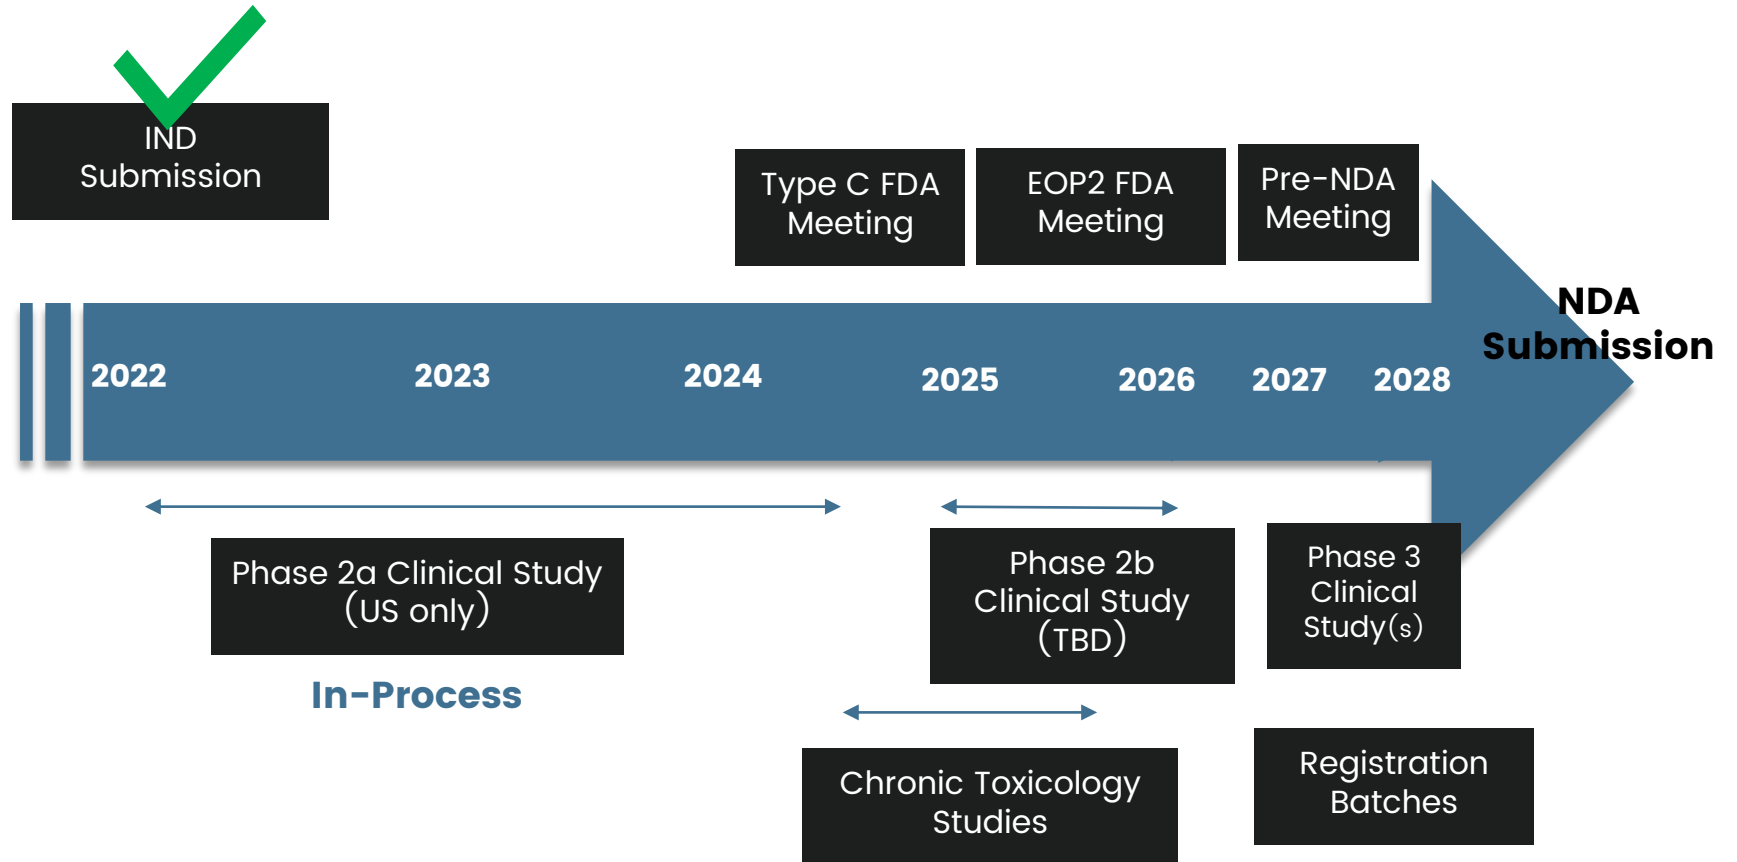 IND
Submission
Type C FDA
Meeting
EOP2 FDA
Meeting
Pre-NDA
Meeting
NDA
Submission
2022
2023
2024
2025
2026
2027
2028
Phase 2a Clinical Study
(US only)
In-Process
Phase 2b
Clinical Study
(TBD)
Phase 3
Clinical
Study(s)
Chronic Toxicology
Studies
Registration
Batches